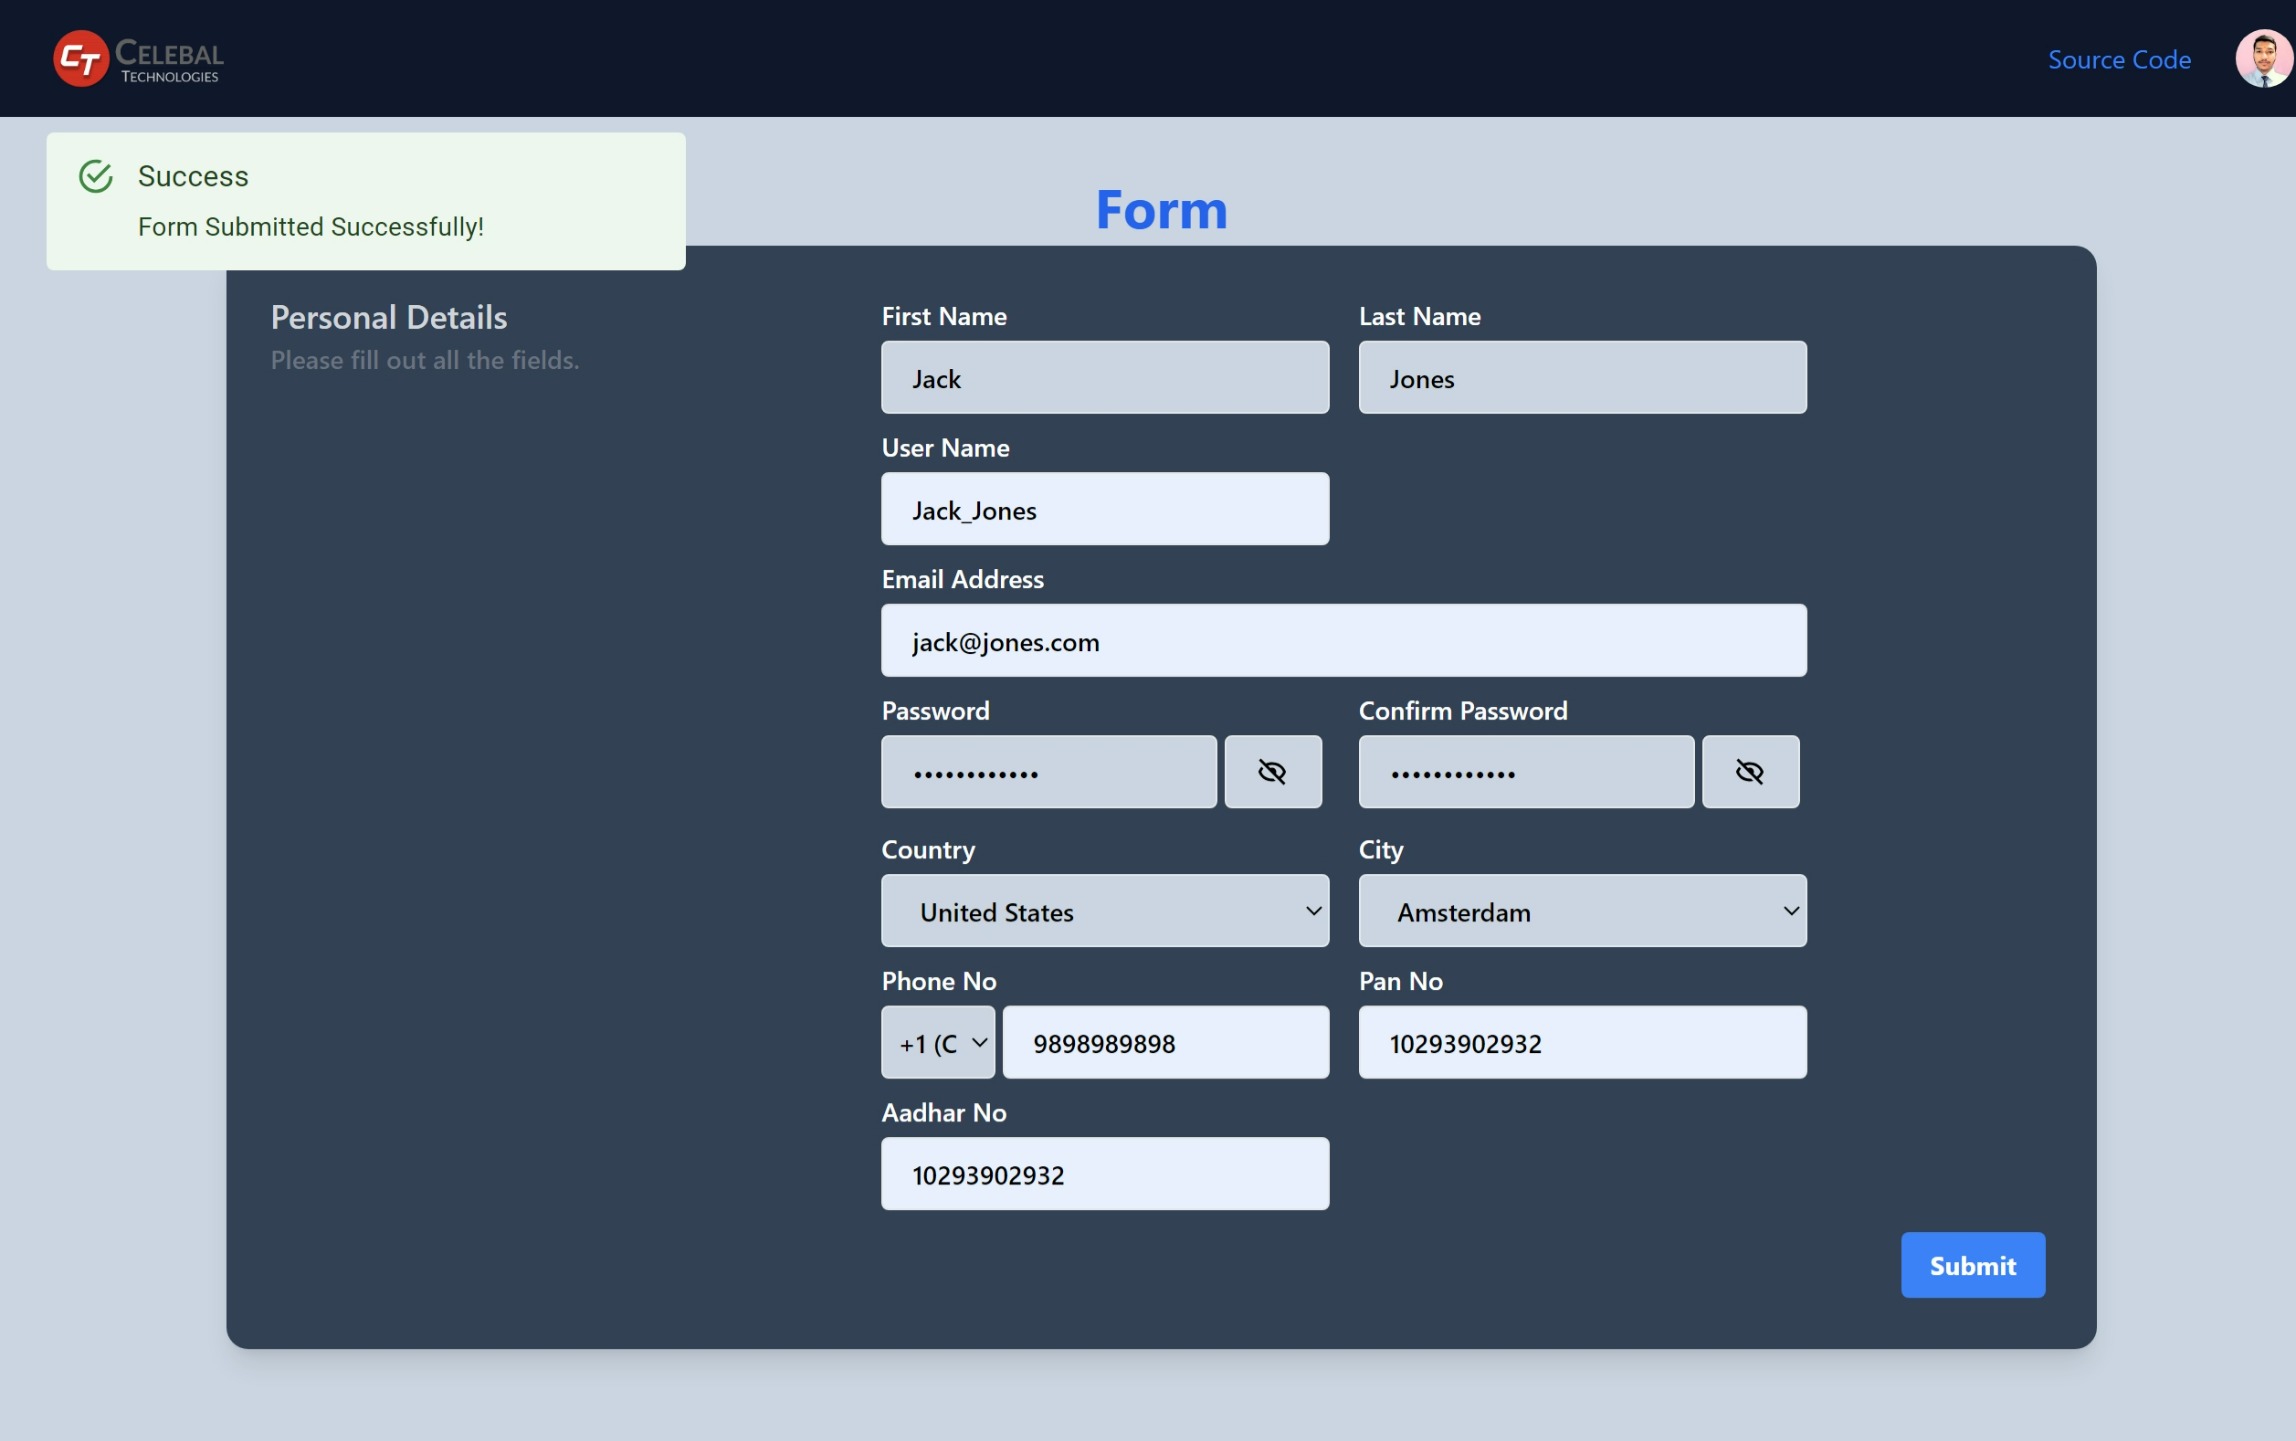 CT CELEBAL
TECHNOLOGIES
Source Code
Success
Form Submitted Successfully!
Form
Personal Details
Please fill out all the fields.
First Name
Last Name
Jack
Jones
User Name
Jack_Jones
Email Address
jack@jones.com
Password
Confirm Password
••••••••••••
••••••••••••
Country
City
United States
Amsterdam
Phone No
Pan No
+1 (C
9898989898
10293902932
Aadhar No
10293902932
Submit